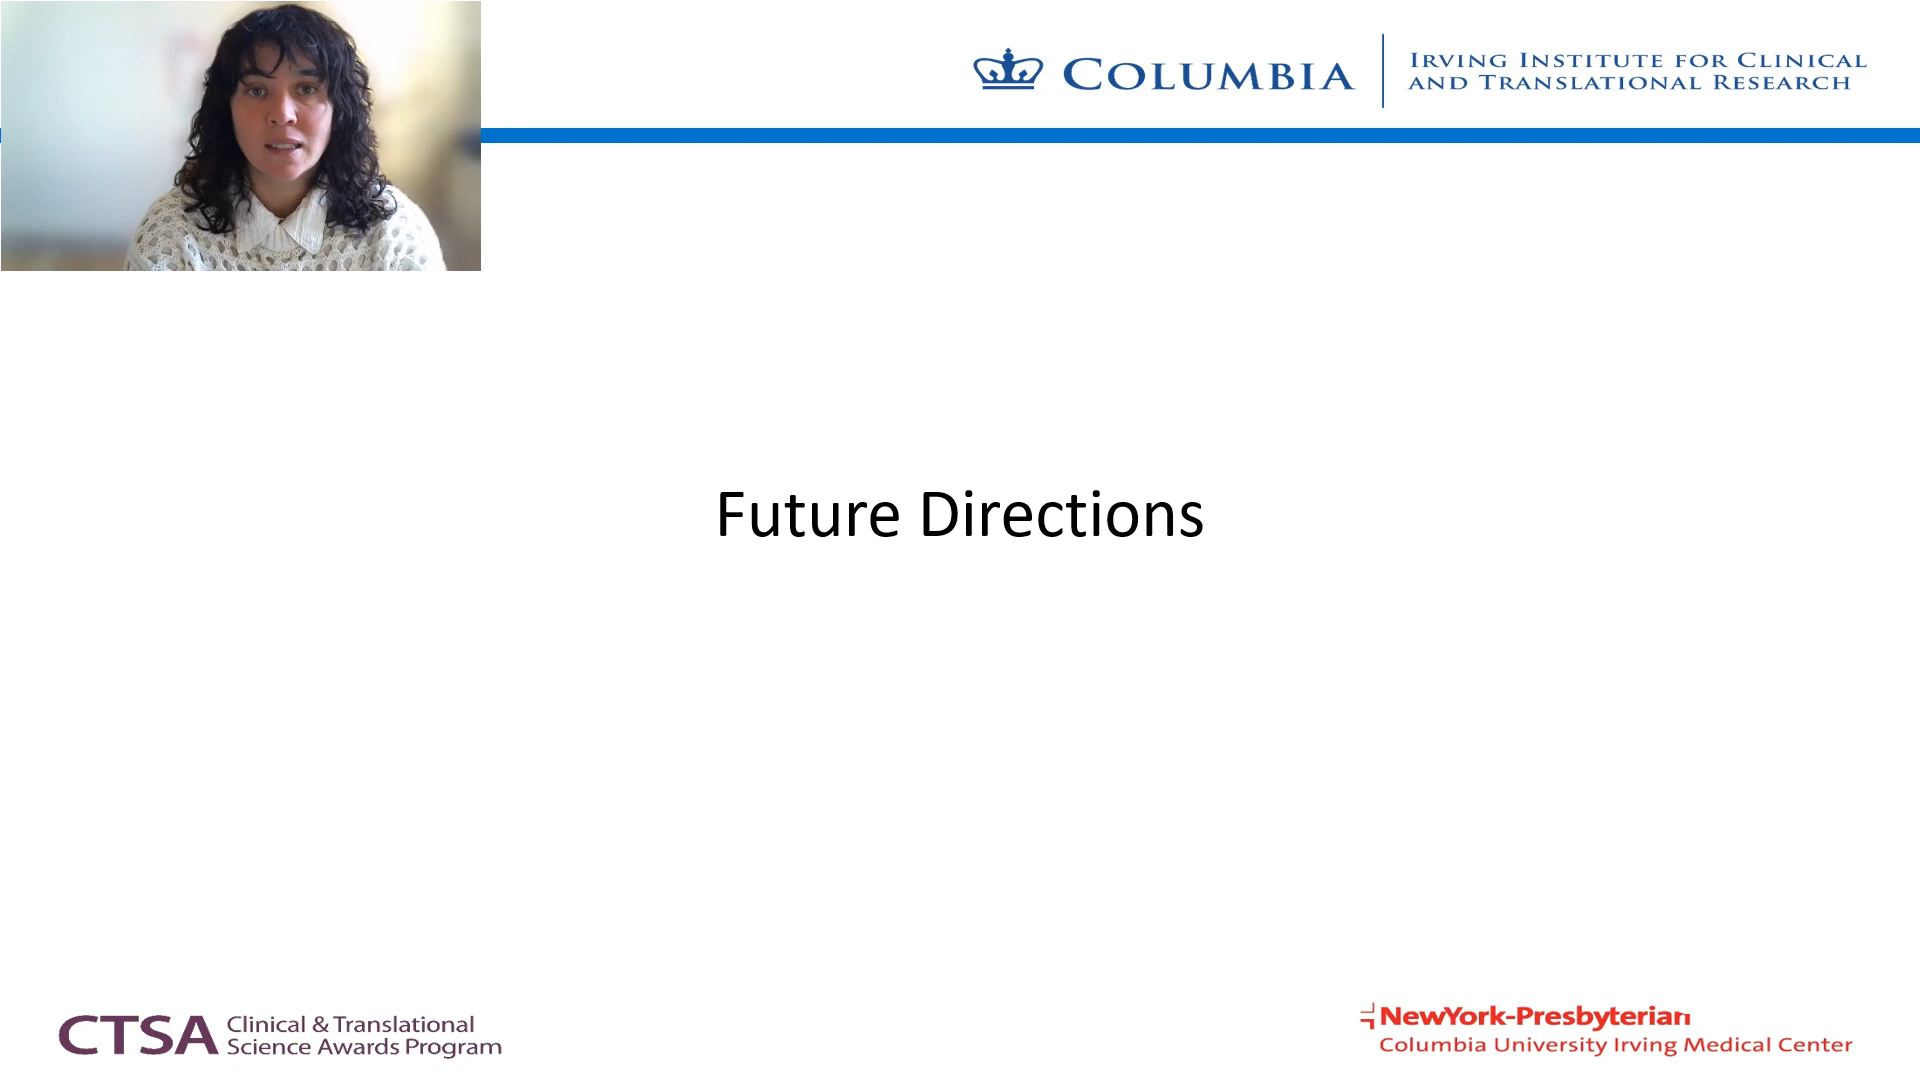 COLUMBIA
IRVING INSTITUTE FOR CLINICAL
AND TRANSLATIONAL RESEARCH
Future Directions
CTSA
Clinical & Translational
Science Awards Program
NewYork-Presbyterian
Columbia University Irving Medical Center